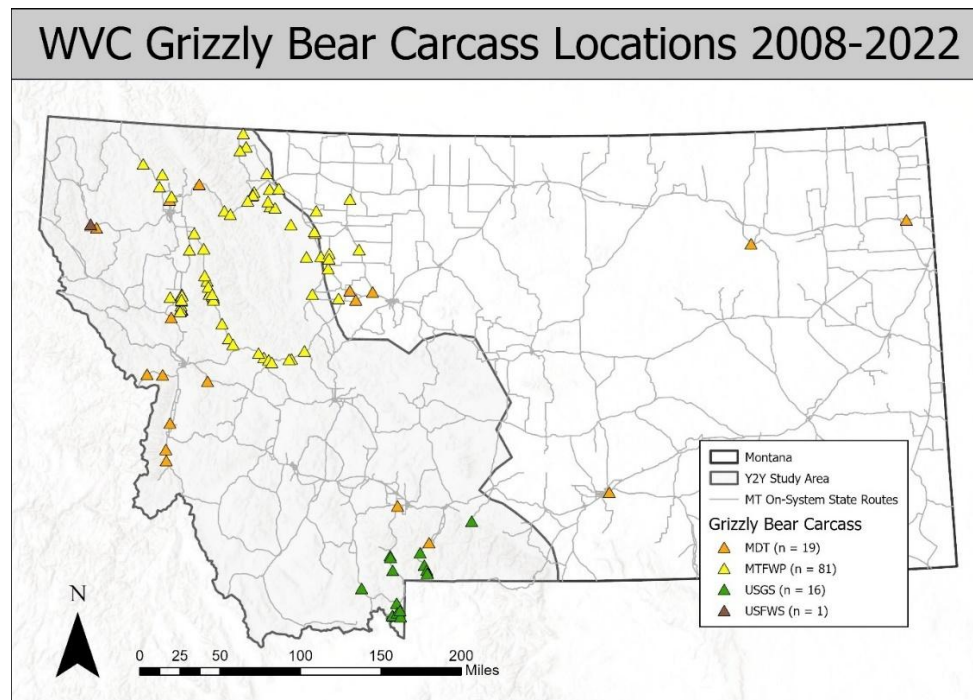 WVC Grizzly Bear Carcass Locations 2008-2022
Montana
Y2Y Study Area
MT On-System State Routes
Grizzly Bear Carcass
MDT (n = 19)
MTFWP (n = 81)
USGS (n = 16)
USFWS (n = 1)
N
0 25 50 100 150 200
Miles